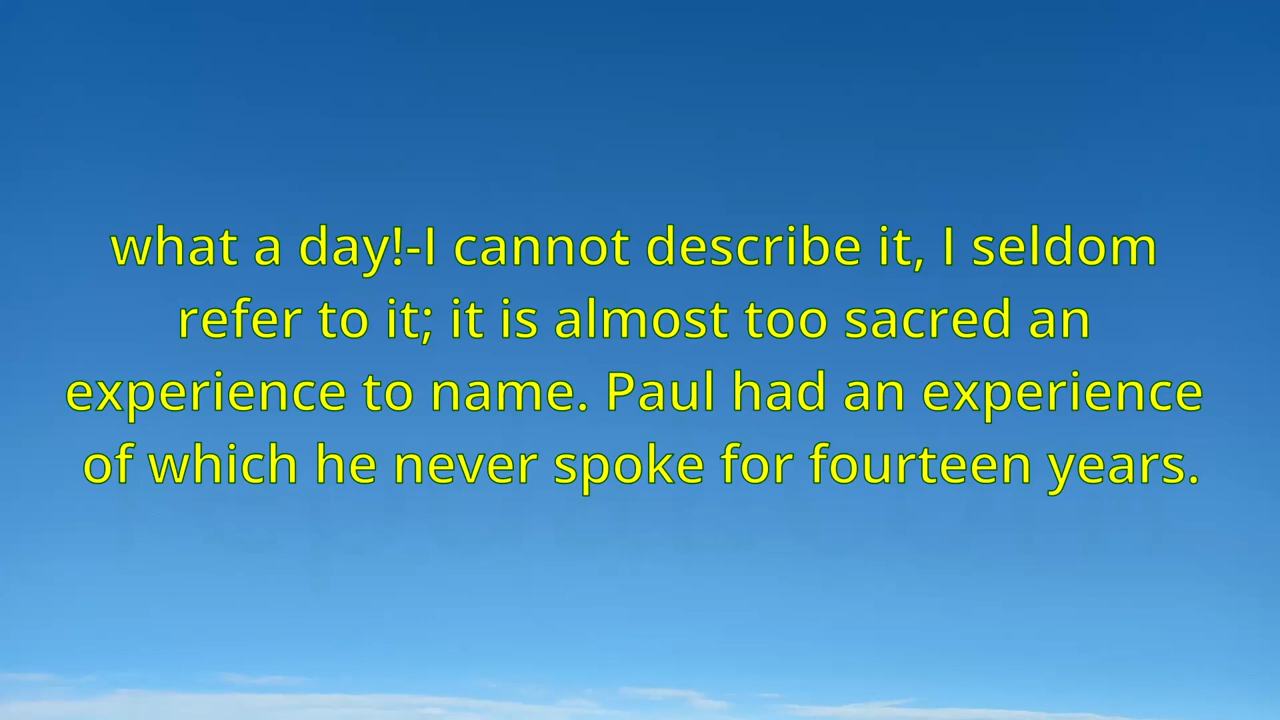 what a day!-I cannot describe it, I seldom
refer to it; it is almost too sacred an
experience to name. Paul had an experience
of which he never spoke for fourteen years.